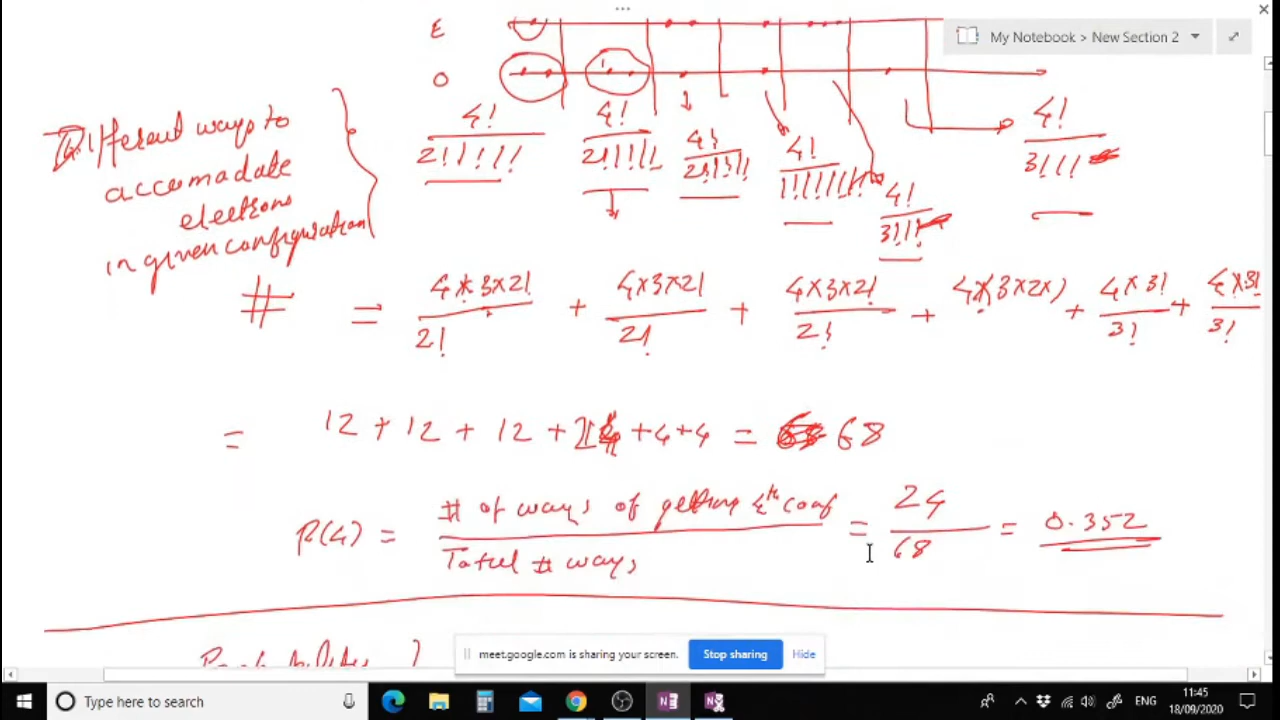 E
My Notebook > New Section 2
O
Different ways to
accomadate
electrons
in given configuration
4!
2!1!1!
4!
2!1!1!
4!
2!1!1!
4!
1!1!1!1!
4!
3!1!
4!
3!1!
# = 4×3×2! / 2! + 4×3×2! / 2! + 4×3×2! / 2! + 4×(3×2×) + 4×3! / 3! + 4×3! / 3!
= 12 + 12 + 12 + 24 + 4 + 4 = 68
P(4) = # of ways of getting 4th conf / Total # ways = 24 / 68 = 0.352
Probabilities
meet.google.com is sharing your screen. Stop sharing Hide
Type here to search
ENG
11:45
18/09/2020